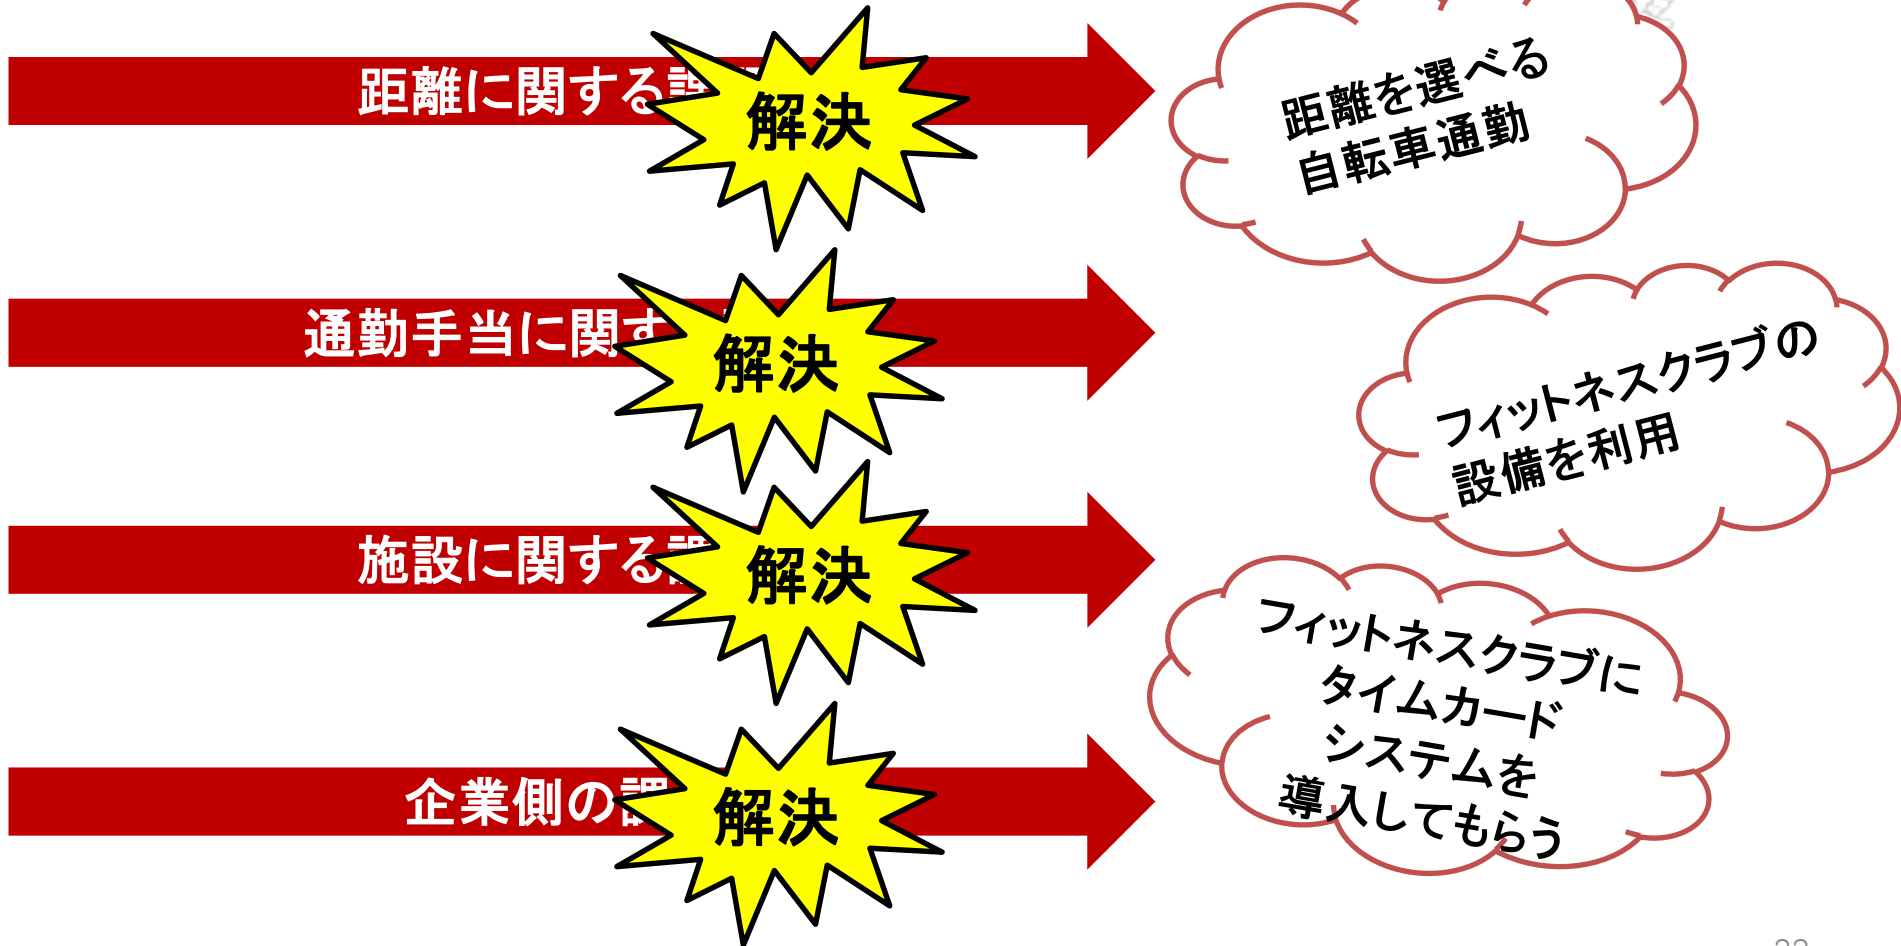 距離に関する課
解決
距離を選べる
自転車通勤
通勤手当に関す
解決
フィットネスクラブの
設備を利用
施設に関する課
解決
フィットネスクラブに
タイムカード
システムを
導入してもらう
企業側の課
解決